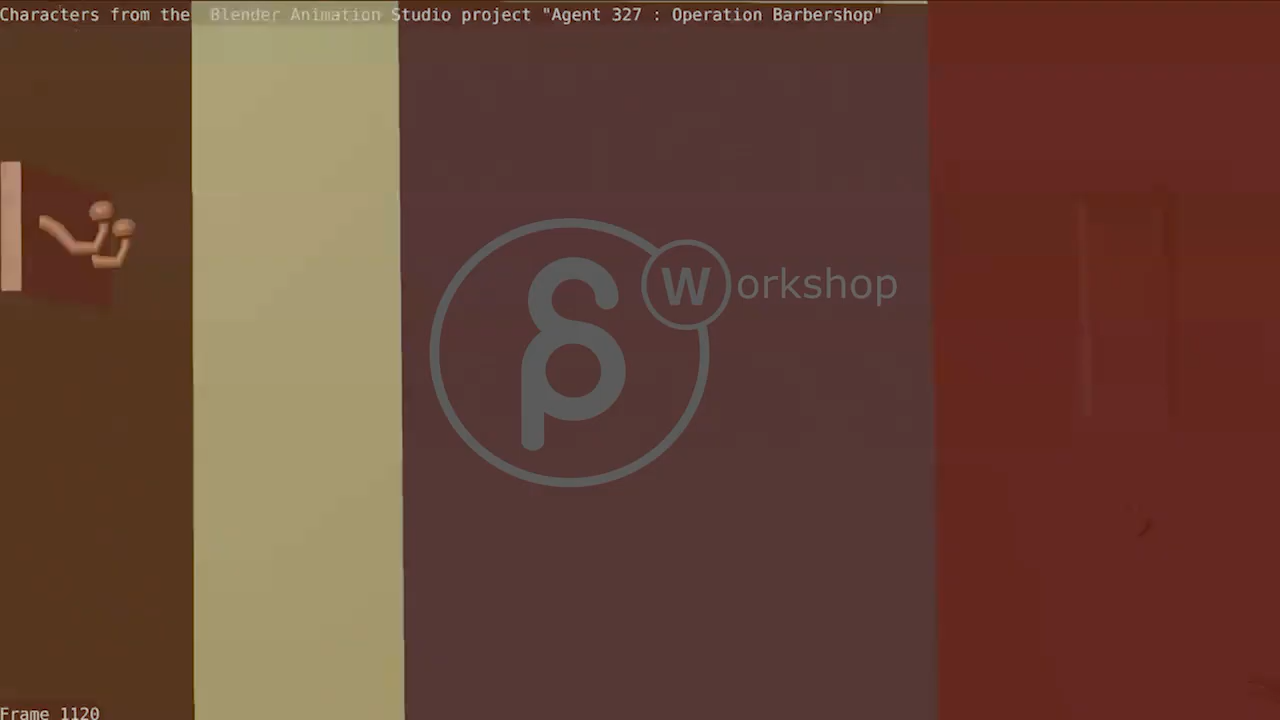 Characters from the Blender Animation Studio project "Agent 327 : Operation Barbershop"
Workshop
Frame 1120